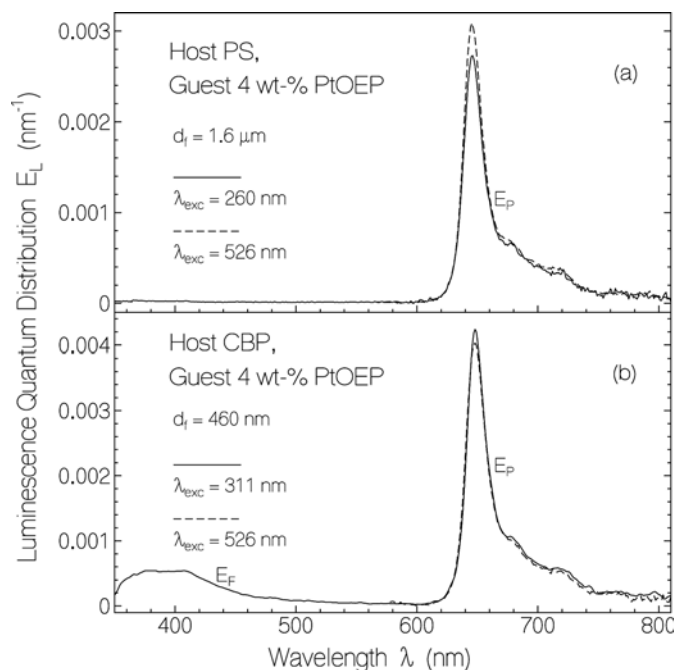 Luminescence Quantum Distribution E_L (nm⁻¹)
0.003
0.002
0.001
0
Host PS,
Guest 4 wt-% PtOEP
d_f = 1.6 μm
λ_exc = 260 nm
λ_exc = 526 nm
(a)
E_P
0.004
0.003
0.002
0.001
0
Host CBP,
Guest 4 wt-% PtOEP
d_f = 460 nm
λ_exc = 311 nm
λ_exc = 526 nm
(b)
E_P
E_F
400 500 600 700 800
Wavelength λ (nm)